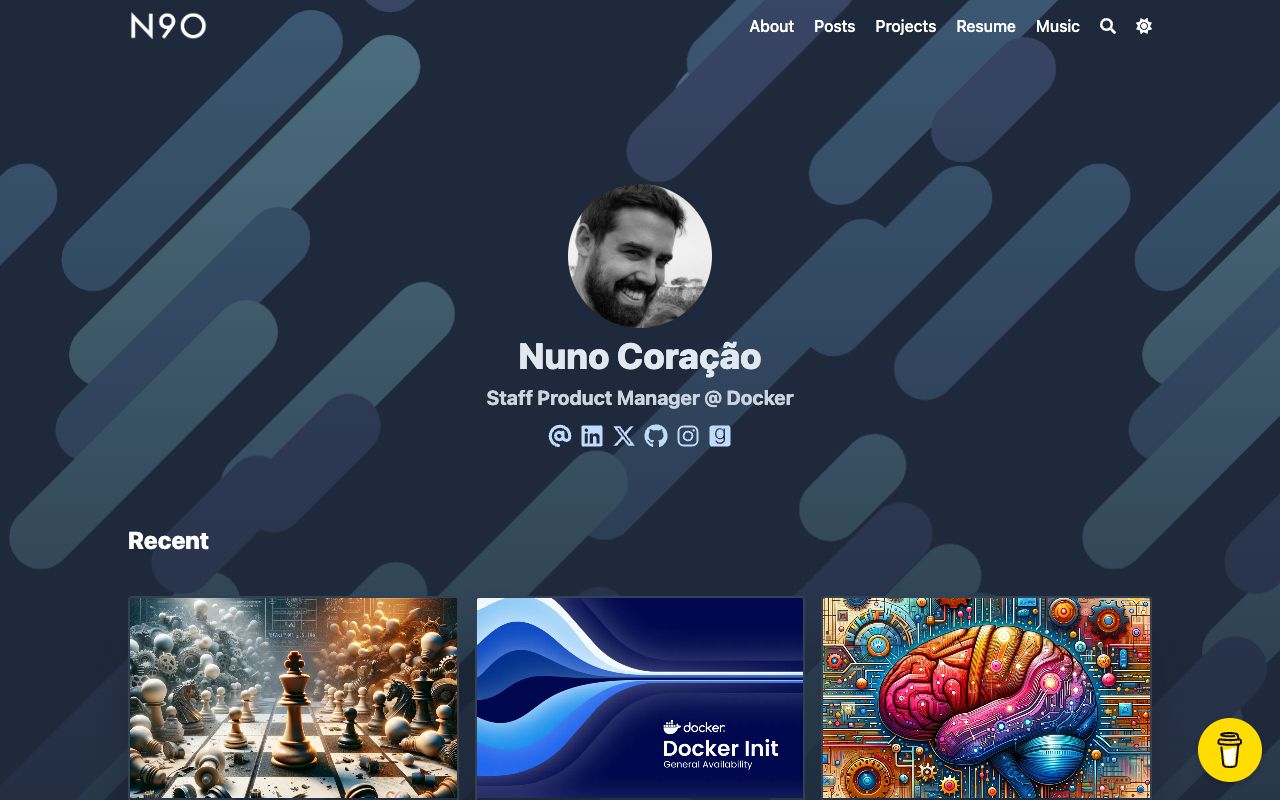 N9O
About Posts Projects Resume Music
Nuno Coração
Staff Product Manager @ Docker
Recent
docker
Docker Init
General Availability